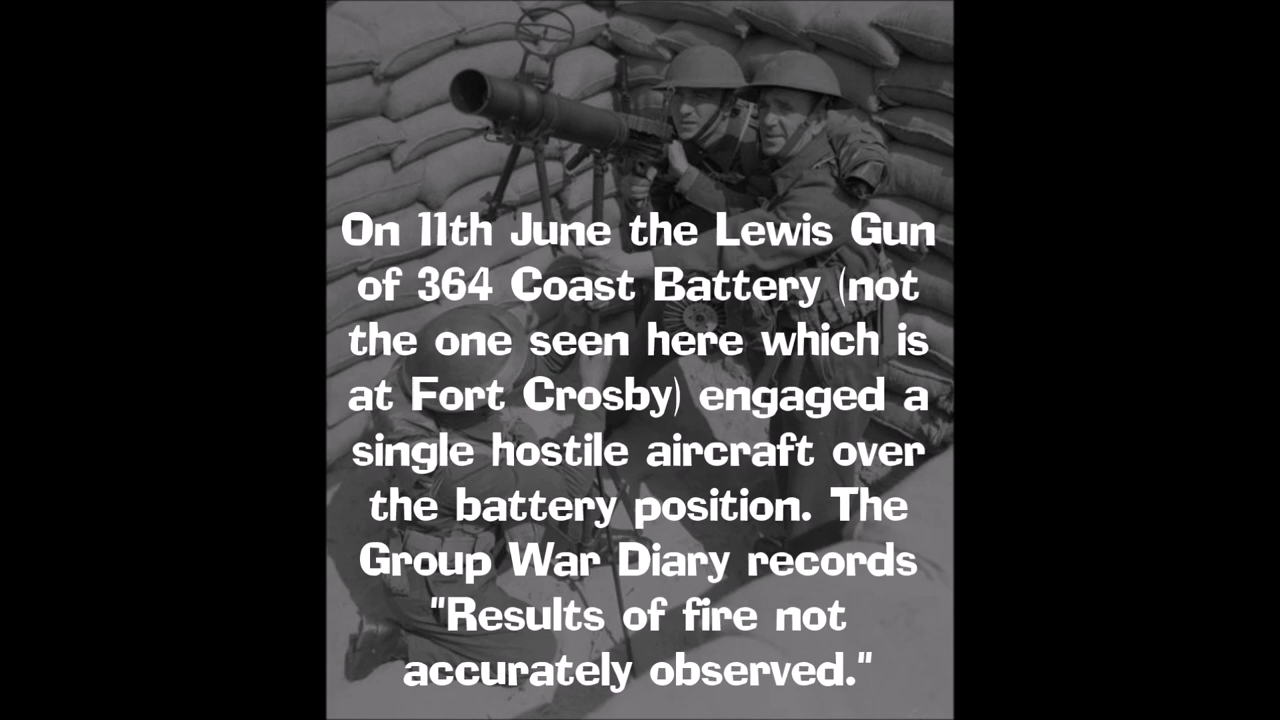 On 11th June the Lewis Gun
of 364 Coast Battery (not
the one seen here which is
at Fort Crosby) engaged a
single hostile aircraft over
the battery position. The
Group War Diary records
"Results of fire not
accurately observed."